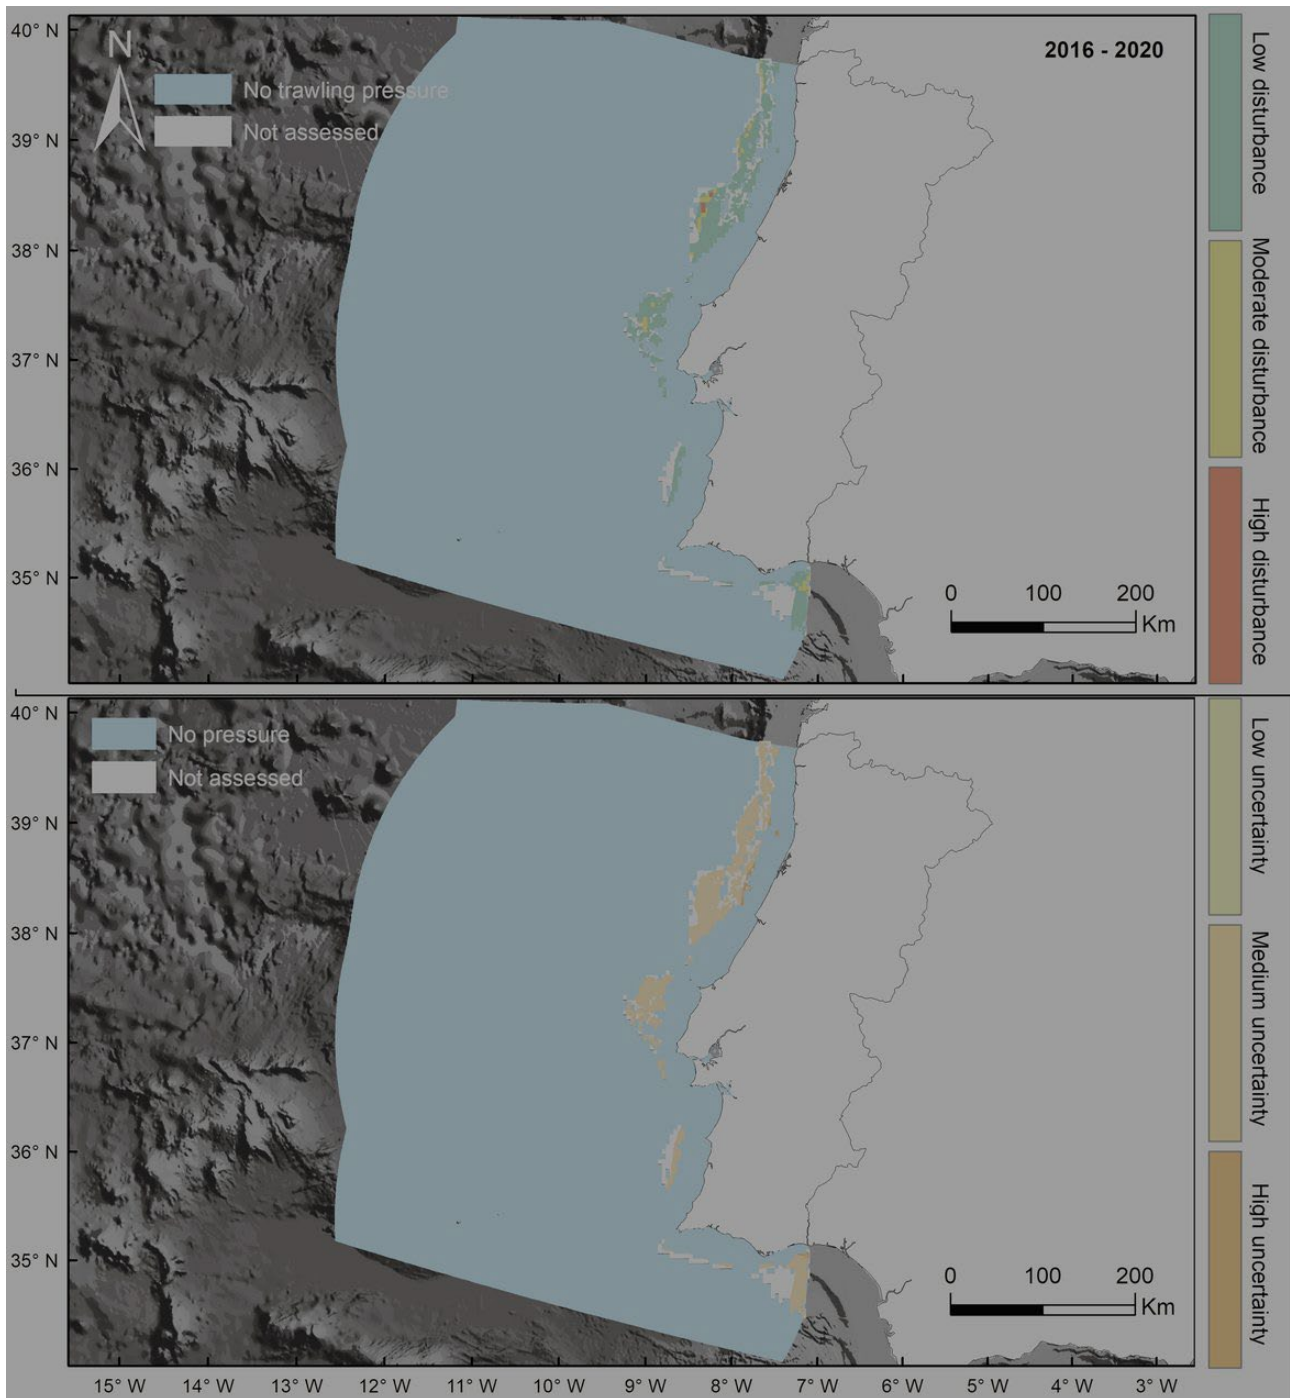 40° N
N
2016 - 2020
No trawling pressure
Not assessed
39° N
38° N
37° N
36° N
35° N
0 100 200
Km
Low disturbance
Moderate disturbance
High disturbance
40° N
No pressure
Not assessed
39° N
38° N
37° N
36° N
35° N
0 100 200
Km
Low uncertainty
Medium uncertainty
High uncertainty
15° W 14° W 13° W 12° W 11° W 10° W 9° W 8° W 7° W 6° W 5° W 4° W 3° W